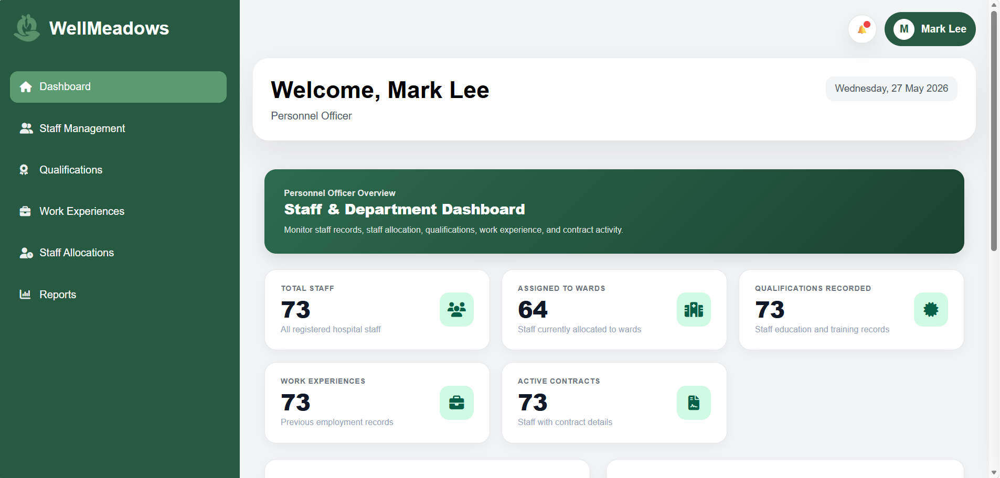 WellMeadows
Dashboard
Staff Management
Qualifications
Work Experiences
Staff Allocations
Reports
M Mark Lee
Welcome, Mark Lee
Wednesday, 27 May 2026
Personnel Officer
Personnel Officer Overview
Staff & Department Dashboard
Monitor staff records, staff allocation, qualifications, work experience, and contract activity.
TOTAL STAFF
73
All registered hospital staff
ASSIGNED TO WARDS
64
Staff currently allocated to wards
QUALIFICATIONS RECORDED
73
Staff education and training records
WORK EXPERIENCES
73
Previous employment records
ACTIVE CONTRACTS
73
Staff with contract details